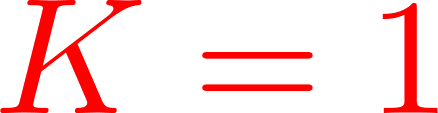 K = 1